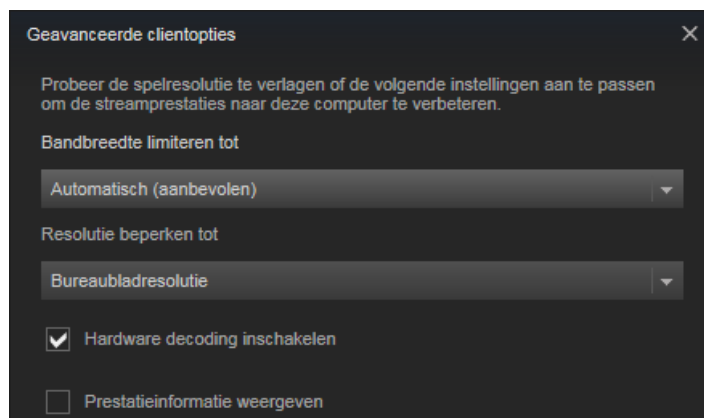 Geavanceerde clientopties
Probeer de spelresolutie te verlagen of de volgende instellingen aan te passen
om de streamprestaties naar deze computer te verbeteren.
Bandbreedte limiteren tot
Automatisch (aanbevolen)
Resolutie beperken tot
Bureaubladresolutie
Hardware decoding inschakelen
Prestatieinformatie weergeven